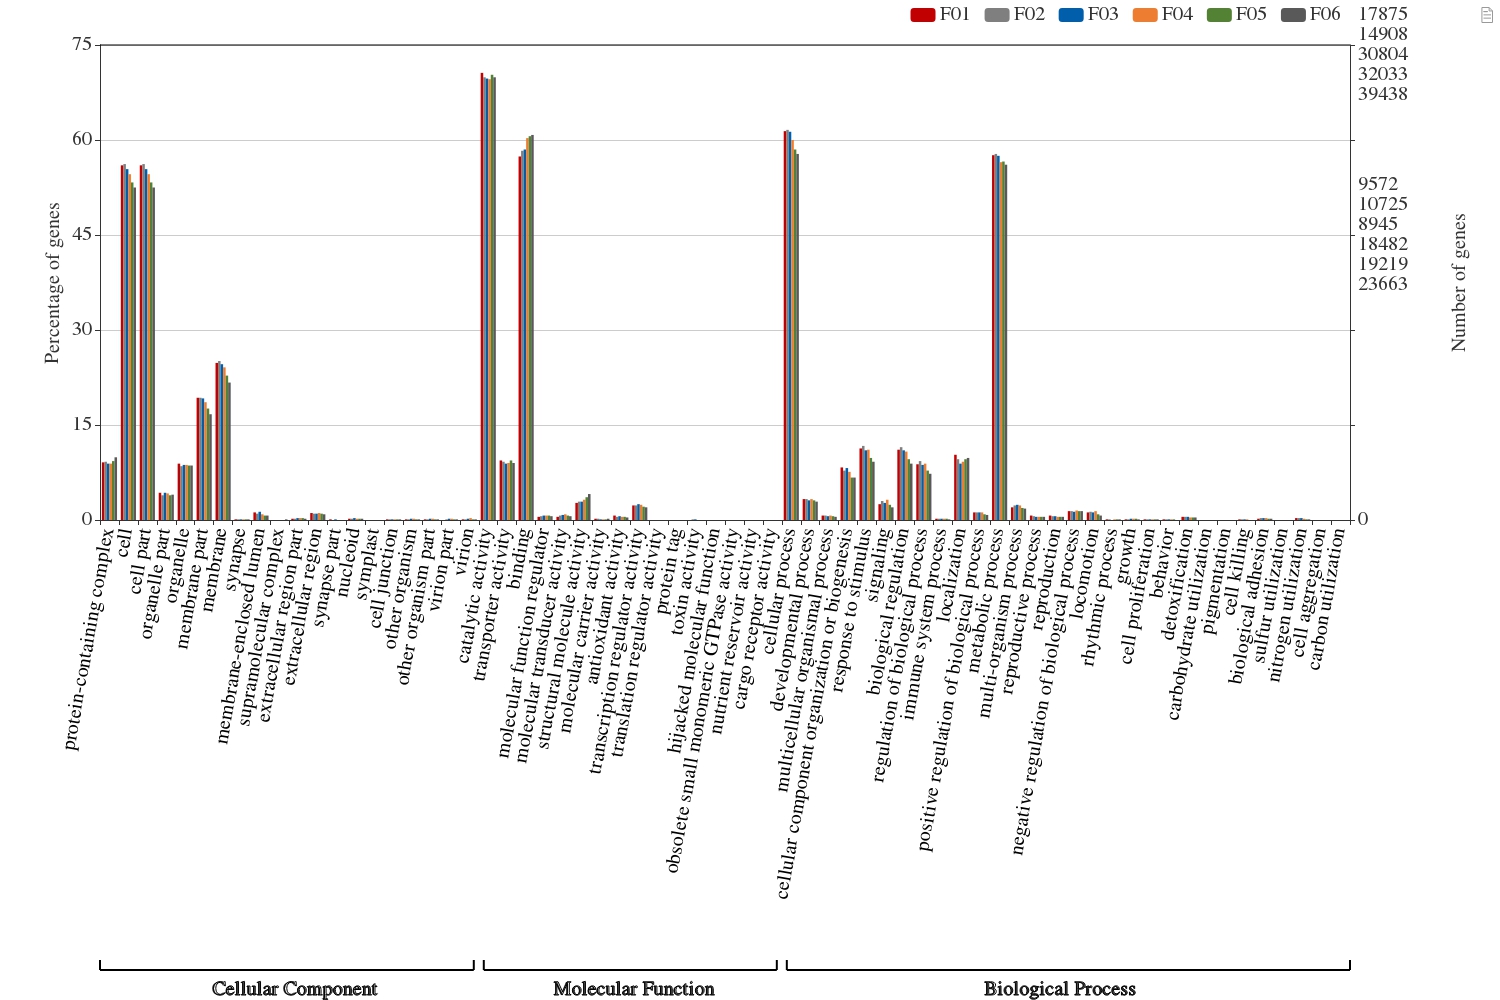 F01 F02 F03 F04 F05 F06
17875
14908
30804
32033
39438
9572
10725
8945
18482
19219
23663
0
Number of genes
Percentage of genes
75
60
45
30
15
0
protein-containing complex
cell
cell part
organelle part
organelle
membrane part
membrane
synapse
membrane-enclosed lumen
supramolecular complex
extracellular region part
extracellular region
synapse part
nucleoid
symplast
cell junction
other organism
other organism part
virion part
virion
catalytic activity
transporter activity
binding
molecular function regulator
molecular transducer activity
structural molecule activity
molecular carrier activity
antioxidant activity
transcription regulator activity
translation regulator activity
protein tag
toxin activity
hijacked molecular function
obsolete small monomeric GTPase activity
nutrient reservoir activity
cargo receptor activity
cellular process
developmental process
multicellular organismal process
cellular component organization or biogenesis
response to stimulus
signaling
biological regulation
regulation of biological process
immune system process
localization
positive regulation of biological process
metabolic process
multi-organism process
reproductive process
reproduction
negative regulation of biological process
locomotion
rhythmic process
growth
cell proliferation
behavior
detoxification
carbohydrate utilization
pigmentation
cell killing
biological adhesion
sulfur utilization
nitrogen utilization
cell aggregation
carbon utilization
Cellular Component
Molecular Function
Biological Process